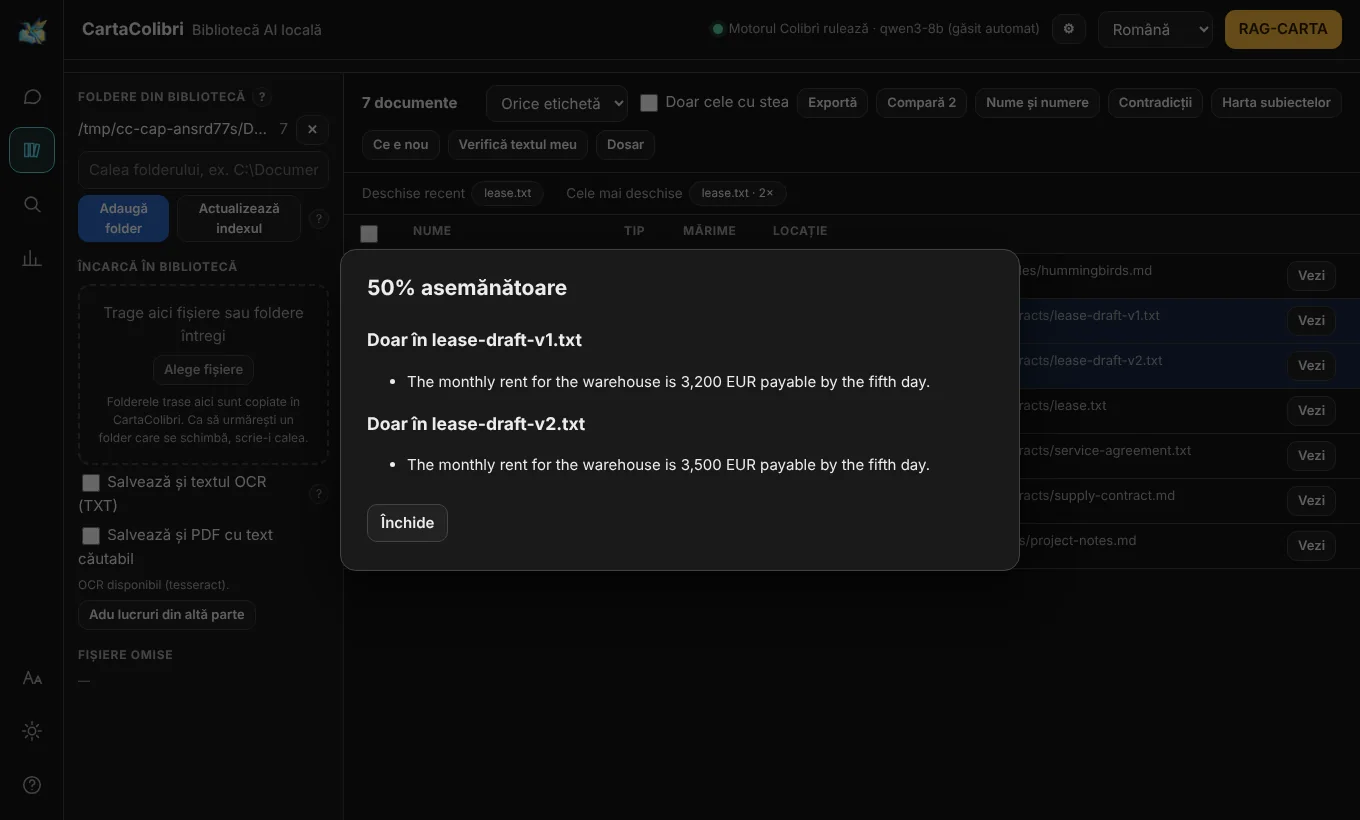 CartaColibri Bibliotecă AI locală
Motorul Colibri rulează · qwen3-8b (găsit automat)
Română
RAG-CARTA
FOLDERE DIN BIBLIOTECĂ ?
/tmp/cc-cap-ansrd77s/D... 7 ✕
Calea folderului, ex. C:\Documen
Adaugă
folder
Actualizează
indexul
?
ÎNCARCĂ ÎN BIBLIOTECĂ
Trage aici fișiere sau foldere
întregi
Alege fișiere
Folderele trase aici sunt copiate în
CartaColibri. Ca să urmărești un
folder care se schimbă, scrie-i calea.
Salvează și textul OCR
(TXT)
?
Salvează și PDF cu text
căutabil
OCR disponibil (tesseract).
Adu lucruri din altă parte
FIȘIERE OMISE
—
7 documente Orice etichetă Doar cele cu stea Exportă Compară 2 Nume și numere Contradicții Harta subiectelor
Ce e nou Verifică textul meu Dosar
Deschise recent lease.txt Cele mai deschise lease.txt · 2×
NUME TIP MĂRIME LOCAȚIE
les/hummingbirds.md Vezi
racts/lease-draft-v1.txt Vezi
racts/lease-draft-v2.txt Vezi
racts/lease.txt Vezi
racts/service-agreement.txt Vezi
racts/supply-contract.md Vezi
s/project-notes.md Vezi
50% asemănătoare
Doar în lease-draft-v1.txt
• The monthly rent for the warehouse is 3,200 EUR payable by the fifth day.
Doar în lease-draft-v2.txt
• The monthly rent for the warehouse is 3,500 EUR payable by the fifth day.
Închide
AA
?